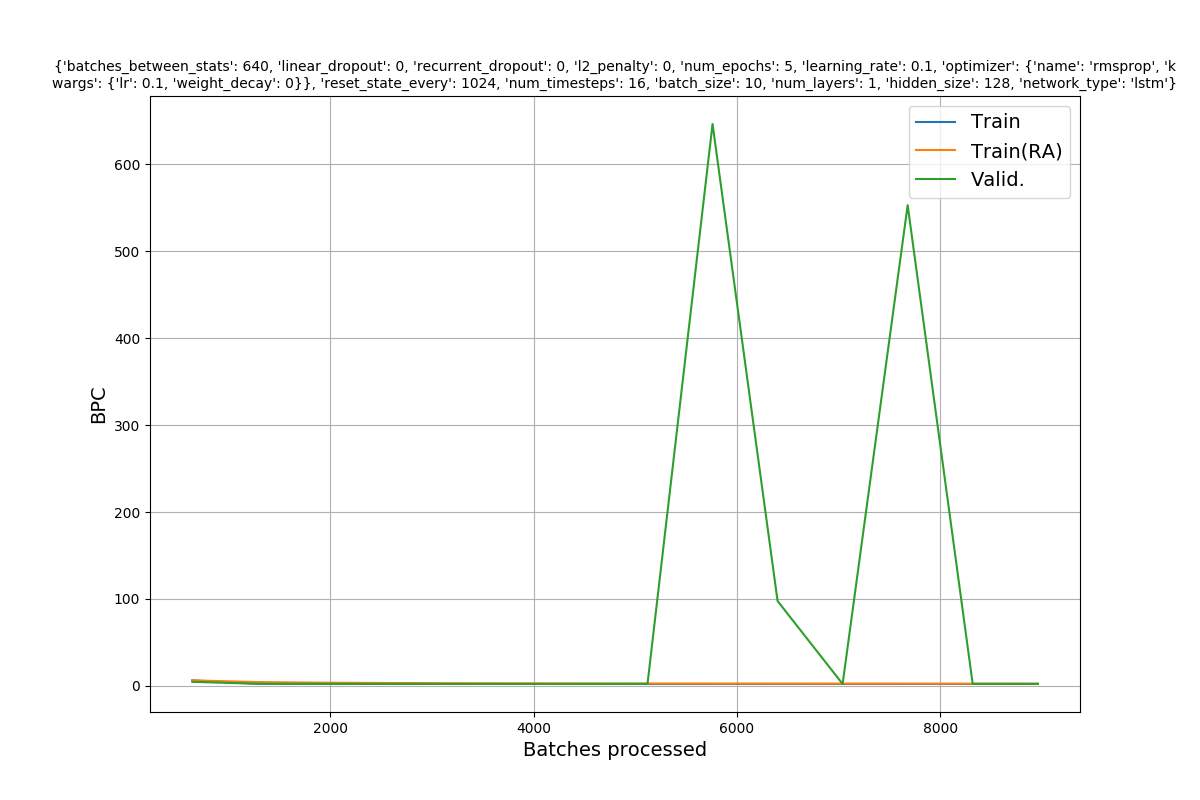 {'batches_between_stats': 640, 'linear_dropout': 0, 'recurrent_dropout': 0, 'l2_penalty': 0, 'num_epochs': 5, 'learning_rate': 0.1, 'optimizer': {'name': 'rmsprop', 'k
wargs': {'lr': 0.1, 'weight_decay': 0}}, 'reset_state_every': 1024, 'num_timesteps': 16, 'batch_size': 10, 'num_layers': 1, 'hidden_size': 128, 'network_type': 'lstm'}
Train
Train(RA)
Valid.
600
500
400
300
200
100
0
BPC
2000 4000 6000 8000
Batches processed